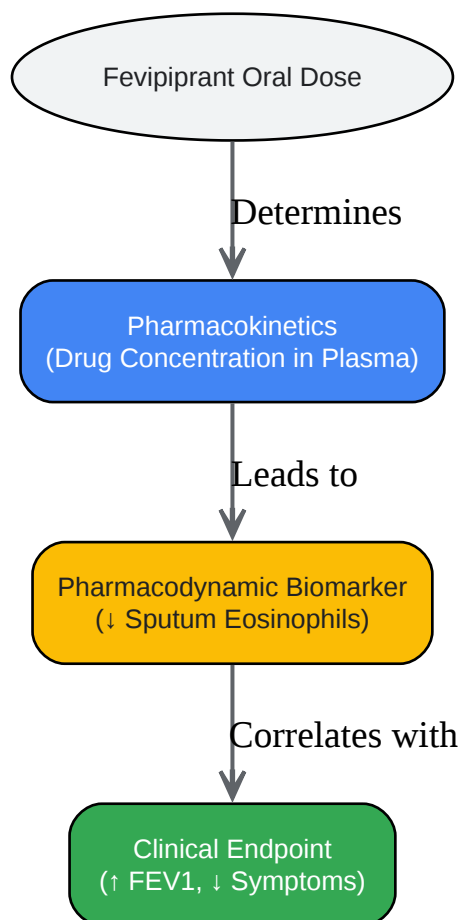 Fevipiprant Oral Dose
Determines
Pharmacokinetics
(Drug Concentration in Plasma)
Leads to
Pharmacodynamic Biomarker
(↓ Sputum Eosinophils)
Correlates with
Clinical Endpoint
(↑ FEV1, ↓ Symptoms)